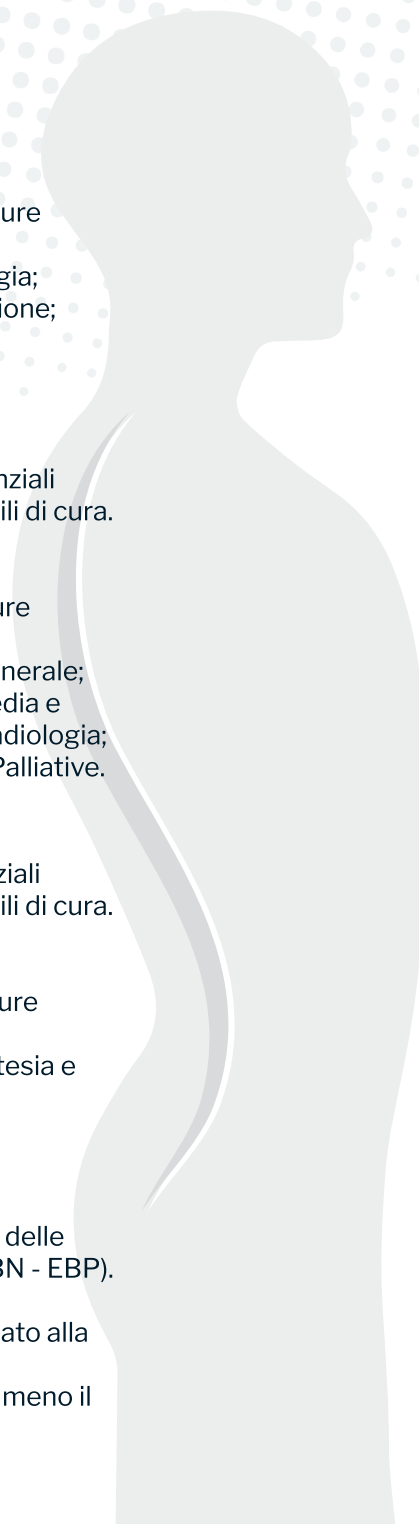 ure
gia;
ione;
nziali
ili di cura.
ure
nerale;
edia e
adiologia;
Palliative.
ziali
ili di cura.
ure
tesia e
delle
BN - EBP).
ato alla
meno il